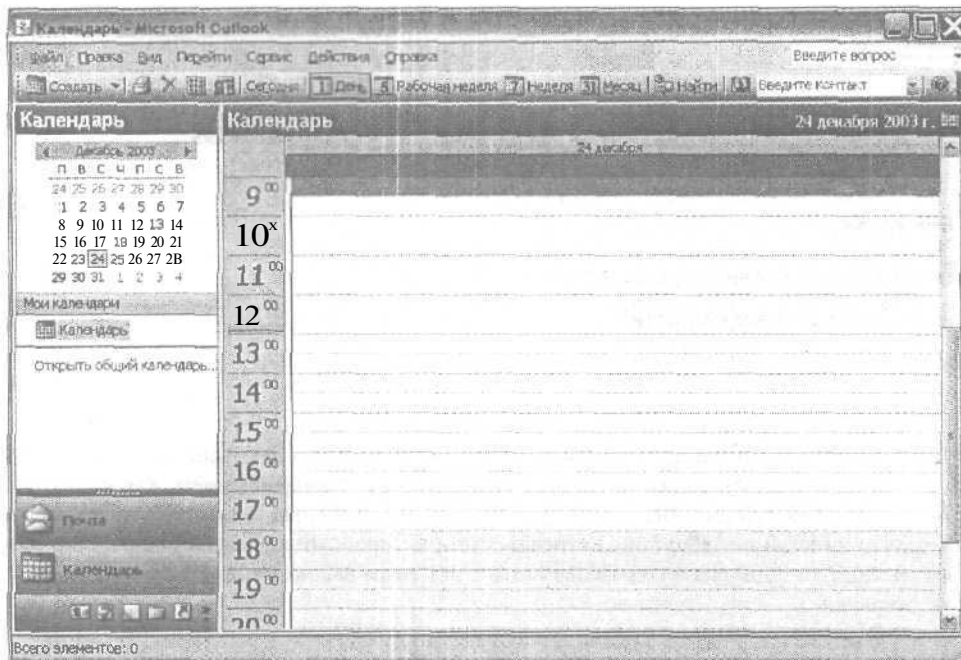 Календарь - Microsoft Outlook
Файл Правка Вид Перейти Сервис Действия Справка Введите вопрос
Создать Сегодня 1 День 5 Рабочая неделя 7 Неделя 31 Месяц Найти Введите контакт
Календарь
Декабрь 2003
П В С Ч П С В
24 25 26 27 28 29 30
1 2 3 4 5 6 7
8 9 10 11 12 13 14
15 16 17 18 19 20 21
22 23 24 25 26 27 2B
29 30 31 1 2 3 4
Мои календари
Календарь
Открыть общий календарь...
Почта
Календарь
Календарь 24 декабря 2003 г.
24 декабря
9 00
10 x
11 00
12 00
13 00
14 00
15 00
16 00
17 00
18 00
19 00
20 00
Всего элементов: 0